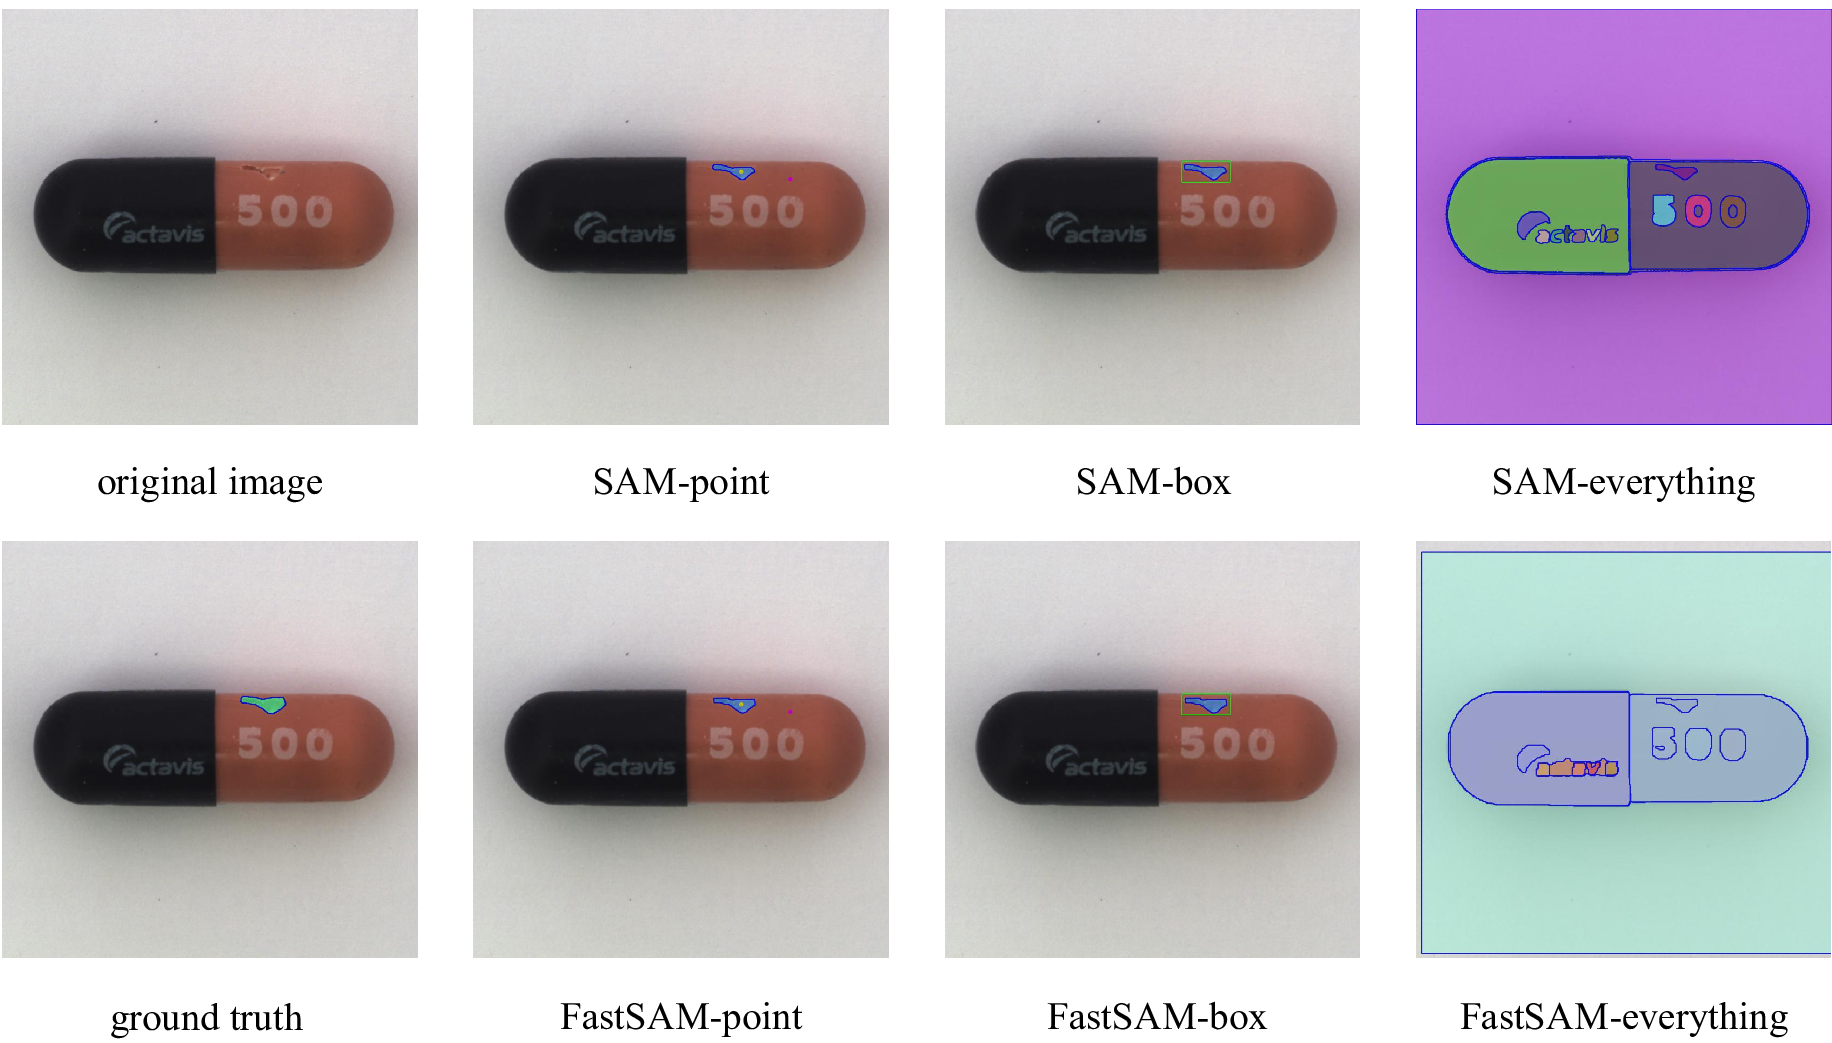 actavis
500
actavis
500
actavis
500
actavis
500
original image
SAM-point
SAM-box
SAM-everything
actavis
500
actavis
500
actavis
500
500
ground truth
FastSAM-point
FastSAM-box
FastSAM-everything